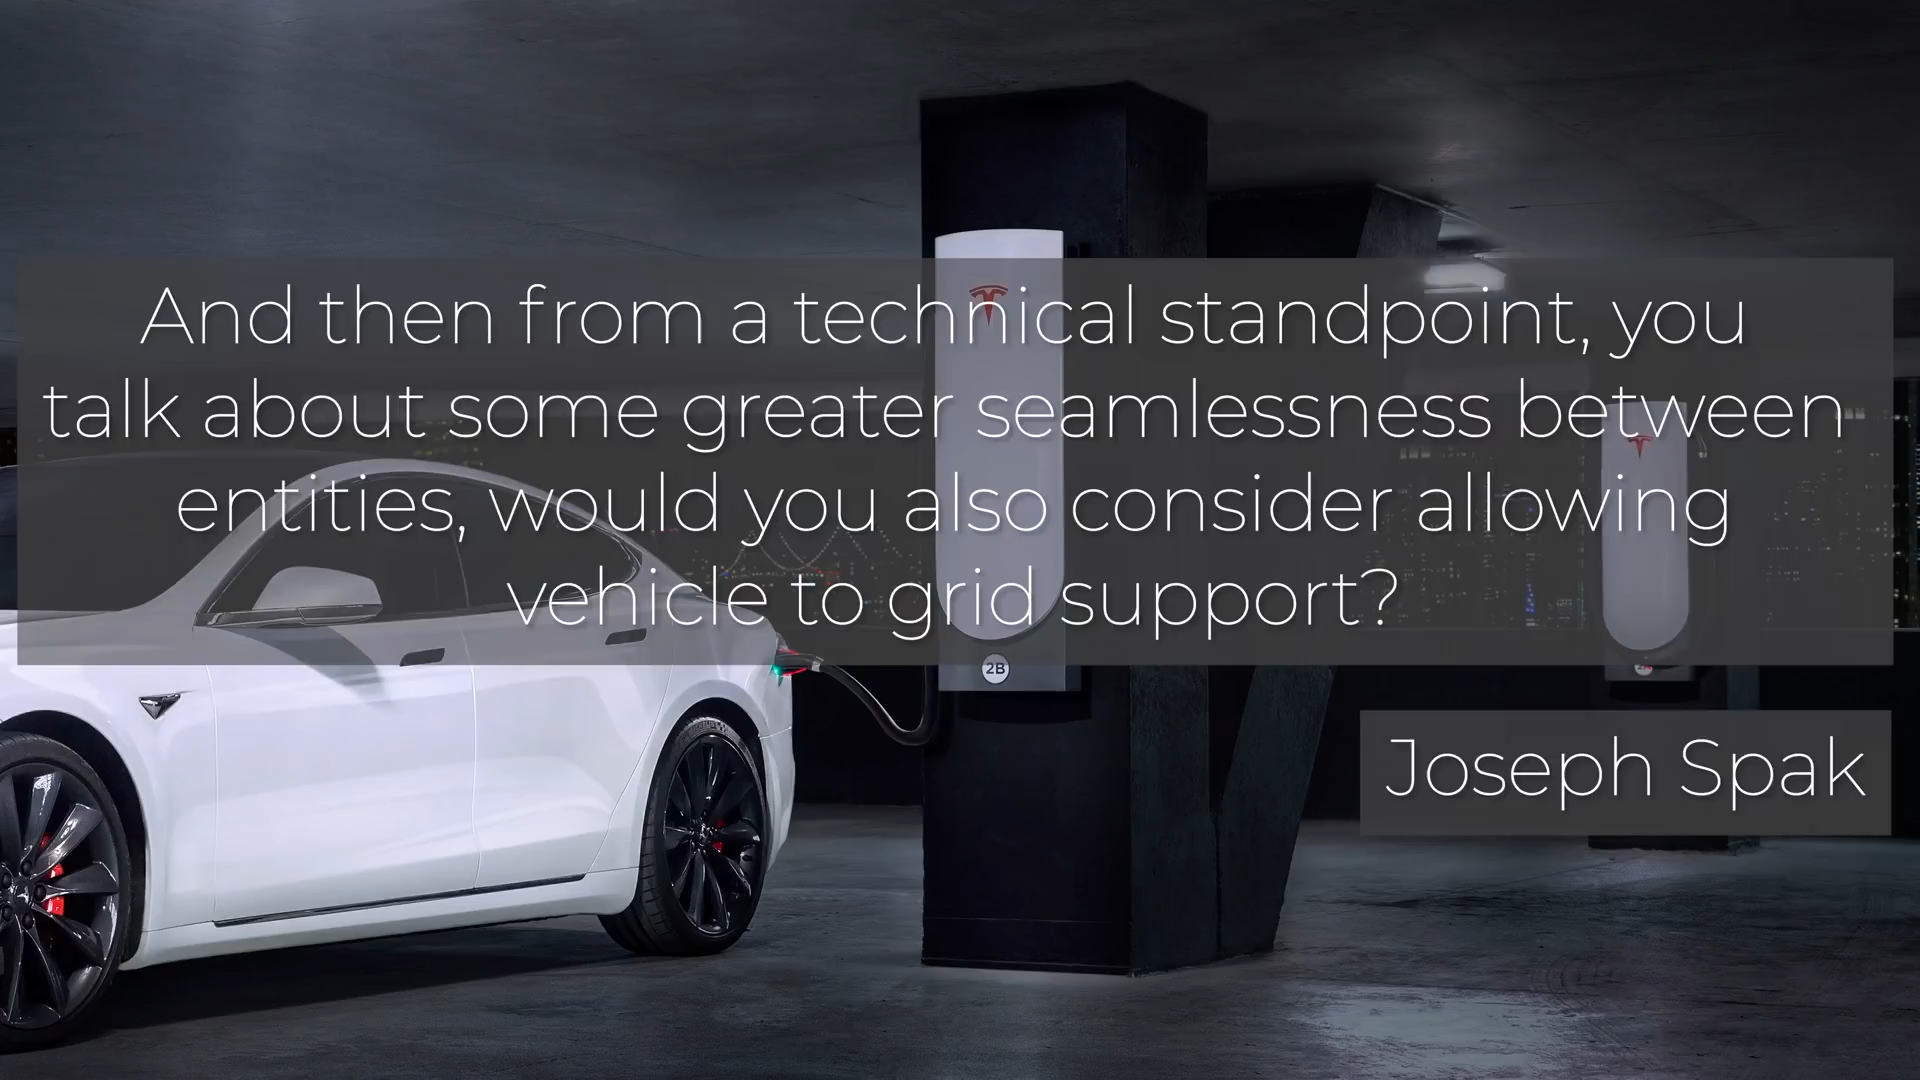 And then from a technical standpoint, you
talk about some greater seamlessness between
entities, would you also consider allowing
vehicle to grid support?
2B
Joseph Spak